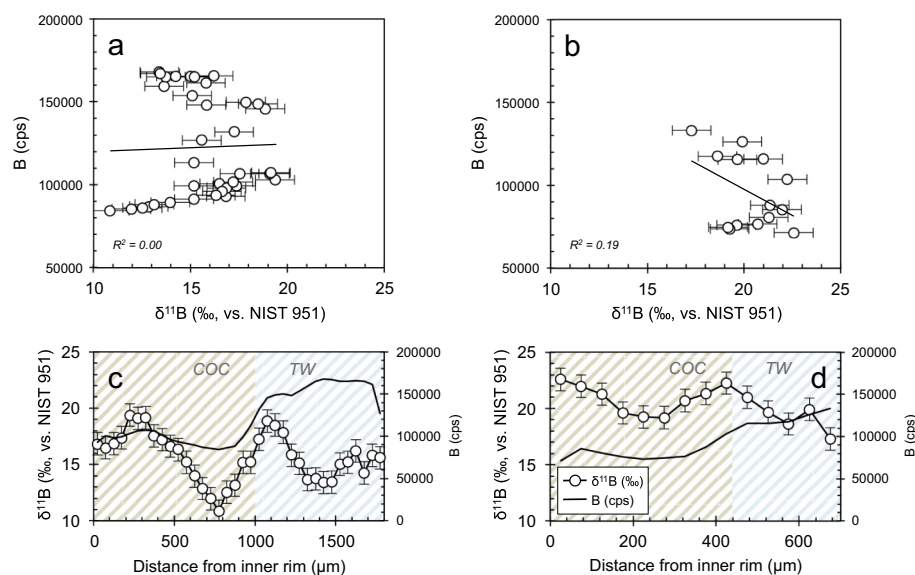 200000
150000
100000
50000
B (cps)
a
R² = 0.00
10 15 20 25
δ¹¹B (‰, vs. NIST 951)
200000
150000
100000
50000
B (cps)
b
R² = 0.19
10 15 20 25
δ¹¹B (‰, vs. NIST 951)
25
20
15
10
δ¹¹B (‰, vs. NIST 951)
c
COC TW
200000
150000
100000
50000
0
B (cps)
0 500 1000 1500
Distance from inner rim (µm)
25
20
15
10
δ¹¹B (‰, vs. NIST 951)
COC TW
d
δ¹¹B (‰)
B (cps)
200000
150000
100000
50000
0
B (cps)
0 200 400 600
Distance from inner rim (µm)